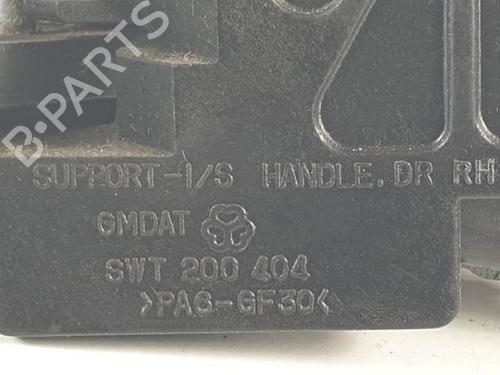 B-PARTS
SUPPORT-I/S HANDLE.DR RH
GMDAT
SWT 200 404
>PA6-GF30<